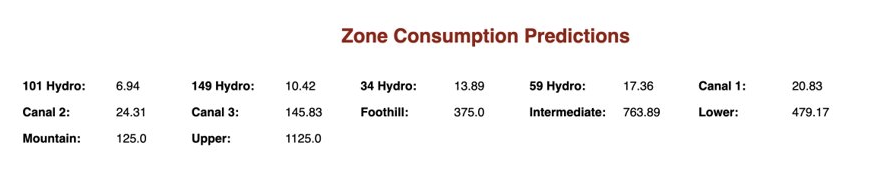 Zone Consumption Predictions
101 Hydro: 6.94 149 Hydro: 10.42 34 Hydro: 13.89 59 Hydro: 17.36 Canal 1: 20.83
Canal 2: 24.31 Canal 3: 145.83 Foothill: 375.0 Intermediate: 763.89 Lower: 479.17
Mountain: 125.0 Upper: 1125.0